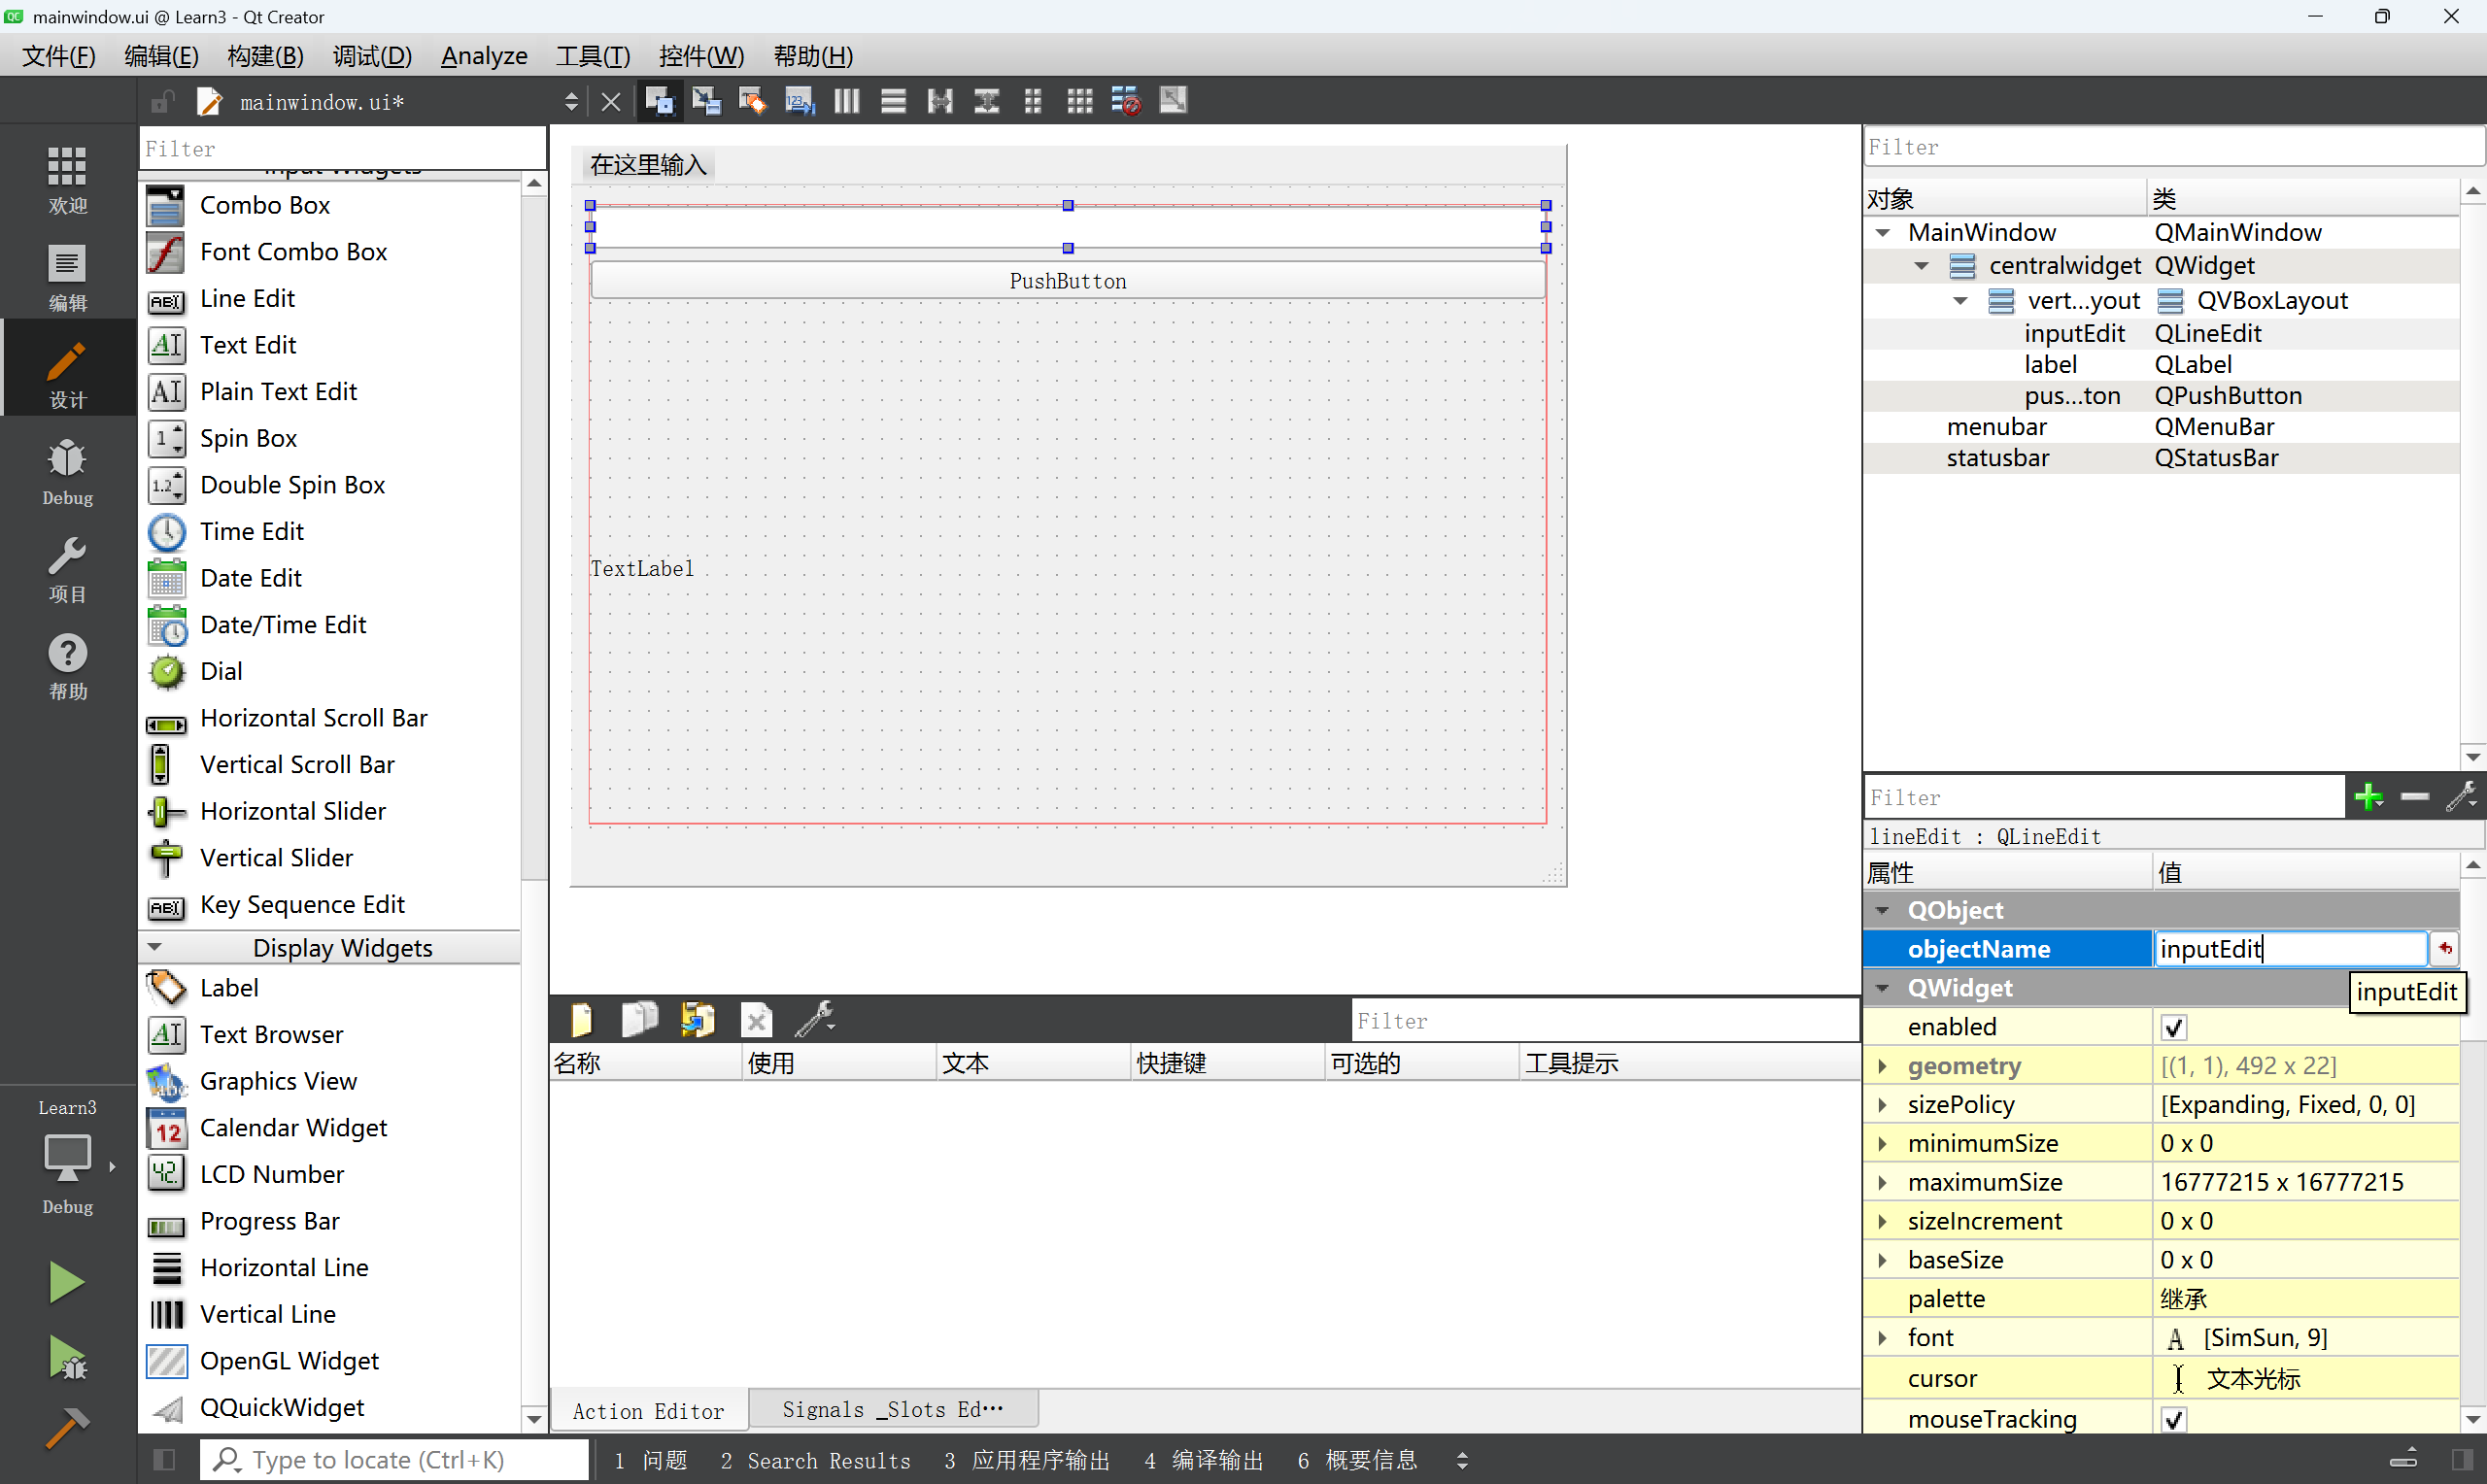 mainwindow.ui @ Learn3 - Qt Creator
文件(F) 编辑(E) 构建(B) 调试(D) Analyze 工具(T) 控件(W) 帮助(H)
mainwindow.ui*
欢迎
编辑
设计
Debug
项目
帮助
Learn3
Debug
Filter
Input Widgets
Combo Box
Font Combo Box
Line Edit
Text Edit
Plain Text Edit
Spin Box
Double Spin Box
Time Edit
Date Edit
Date/Time Edit
Dial
Horizontal Scroll Bar
Vertical Scroll Bar
Horizontal Slider
Vertical Slider
Key Sequence Edit
Display Widgets
Label
Text Browser
Graphics View
Calendar Widget
LCD Number
Progress Bar
Horizontal Line
Vertical Line
OpenGL Widget
QQuickWidget
在这里输入
PushButton
TextLabel
Filter
名称 使用 文本 快捷键 可选的 工具提示
Action Editor Signals _Slots Ed…
Filter
对象 类
MainWindow QMainWindow
centralwidget QWidget
vert...yout QVBoxLayout
inputEdit QLineEdit
label QLabel
pus...ton QPushButton
menubar QMenuBar
statusbar QStatusBar
Filter
lineEdit : QLineEdit
属性 值
QObject
objectName inputEdit
QWidget
inputEdit
enabled
geometry [(1, 1), 492 x 22]
sizePolicy [Expanding, Fixed, 0, 0]
minimumSize 0 x 0
maximumSize 16777215 x 16777215
sizeIncrement 0 x 0
baseSize 0 x 0
palette 继承
font A [SimSun, 9]
cursor 文本光标
mouseTracking
Type to locate (Ctrl+K) 1 问题 2 Search Results 3 应用程序输出 4 编译输出 6 概要信息